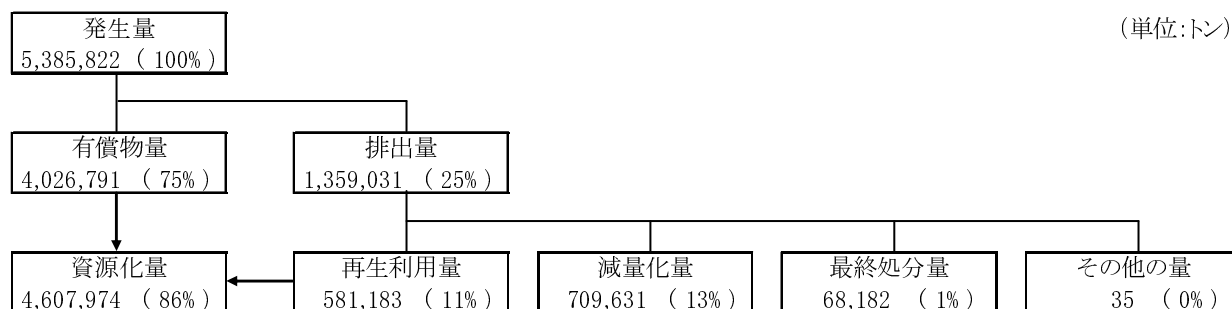 発生量
5,385,822 ( 100% )
(単位:トン)
有償物量
4,026,791 ( 75% )
排出量
1,359,031 ( 25% )
資源化量
4,607,974 ( 86% )
再生利用量
581,183 ( 11% )
減量化量
709,631 ( 13% )
最終処分量
68,182 ( 1% )
その他の量
35 ( 0% )